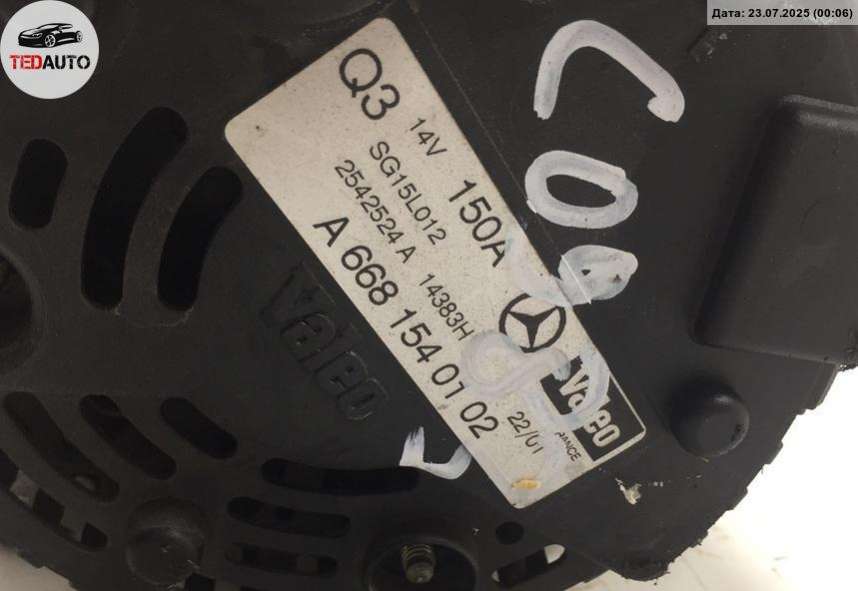 TEDAUTO
Дата: 23.07.2025 (00:06)
Q3
14V 150A
SG15L012
2542524 A 14383H
A 668 154 01 02
22/01
Valeo
RANCE
Valeo